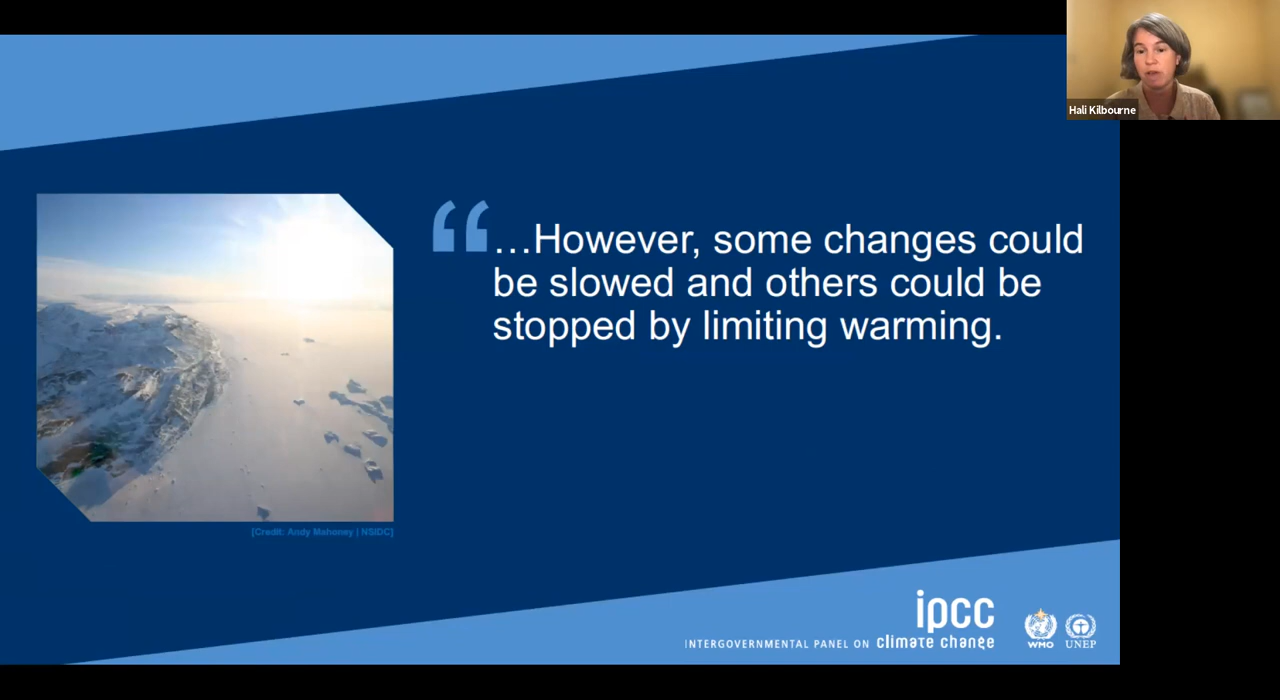 Hali Kilbourne
“
…However, some changes could
be slowed and others could be
stopped by limiting warming.
[Credit: Andy Mahoney | NSIDC]
ipcc
INTERGOVERNMENTAL PANEL ON climate change
WMO
UNEP